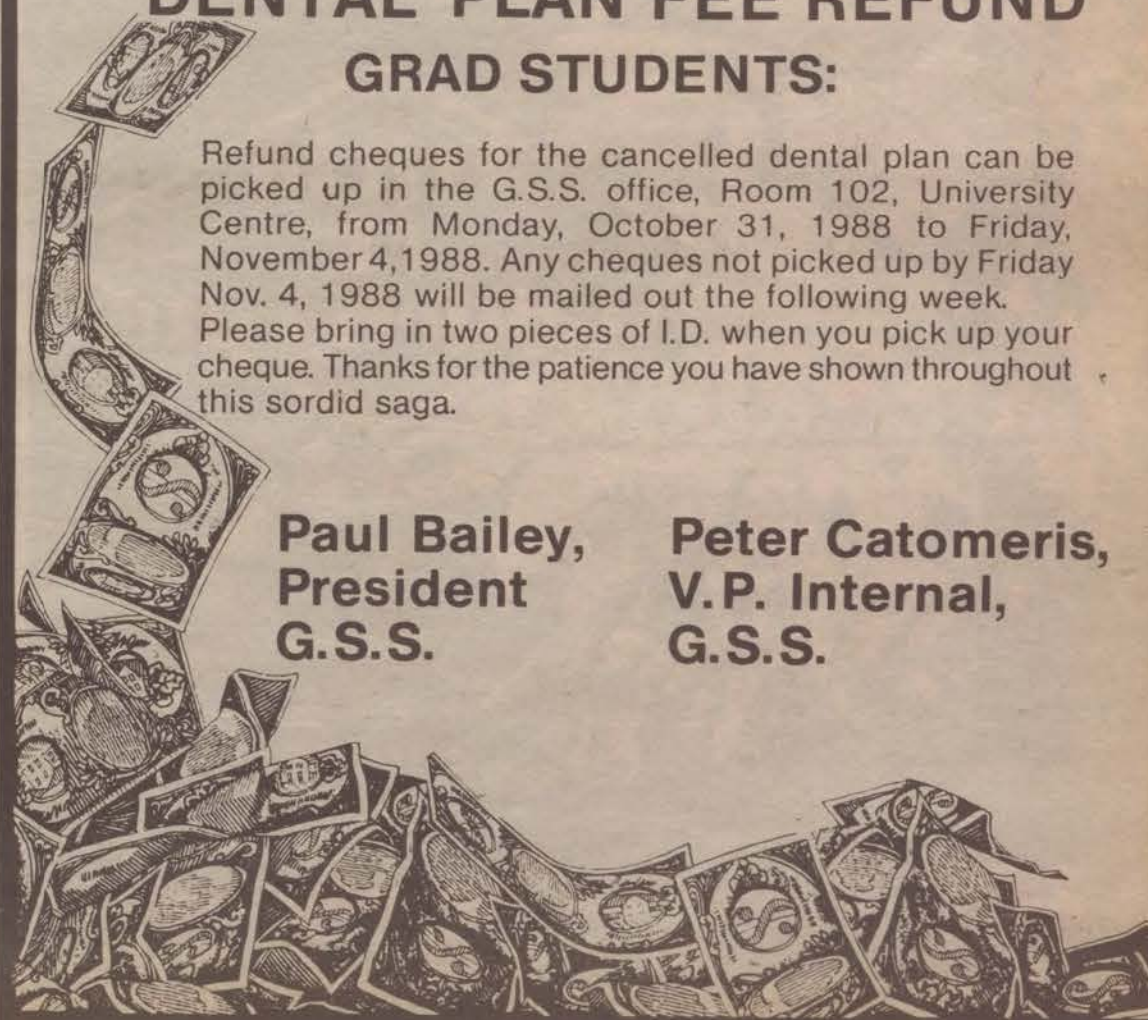 DENTAL PLAN FEE REFUND
GRAD STUDENTS:
Refund cheques for the cancelled dental plan can be
picked up in the G.S.S. office, Room 102, University
Centre, from Monday, October 31, 1988 to Friday,
November 4,1988. Any cheques not picked up by Friday
Nov. 4, 1988 will be mailed out the following week.
Please bring in two pieces of I.D. when you pick up your
cheque. Thanks for the patience you have shown throughout
this sordid saga.
Paul Bailey,
President
G.S.S.
Peter Catomeris,
V.P. Internal,
G.S.S.